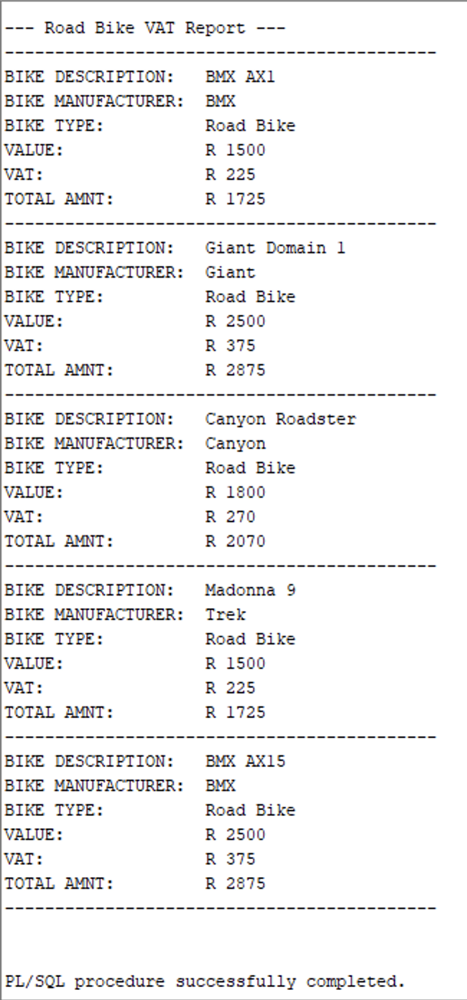 --- Road Bike VAT Report ---
-------------------------------------------
BIKE DESCRIPTION:   BMX AX1
BIKE MANUFACTURER:  BMX
BIKE TYPE:          Road Bike
VALUE:              R 1500
VAT:                R 225
TOTAL AMNT:         R 1725
-------------------------------------------
BIKE DESCRIPTION:   Giant Domain 1
BIKE MANUFACTURER:  Giant
BIKE TYPE:          Road Bike
VALUE:              R 2500
VAT:                R 375
TOTAL AMNT:         R 2875
-------------------------------------------
BIKE DESCRIPTION:   Canyon Roadster
BIKE MANUFACTURER:  Canyon
BIKE TYPE:          Road Bike
VALUE:              R 1800
VAT:                R 270
TOTAL AMNT:         R 2070
-------------------------------------------
BIKE DESCRIPTION:   Madonna 9
BIKE MANUFACTURER:  Trek
BIKE TYPE:          Road Bike
VALUE:              R 1500
VAT:                R 225
TOTAL AMNT:         R 1725
-------------------------------------------
BIKE DESCRIPTION:   BMX AX15
BIKE MANUFACTURER:  BMX
BIKE TYPE:          Road Bike
VALUE:              R 2500
VAT:                R 375
TOTAL AMNT:         R 2875
-------------------------------------------
PL/SQL procedure successfully completed.